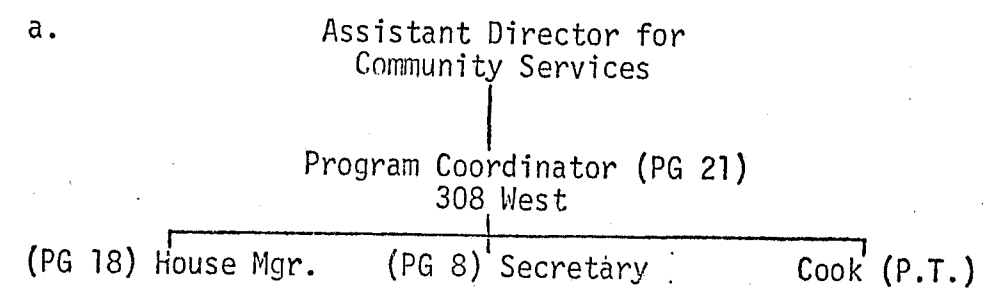 a.
Assistant Director for
Community Services
Program Coordinator (PG 21)
308 West
(PG 18) House Mgr. (PG 8) Secretary Cook (P.T.)